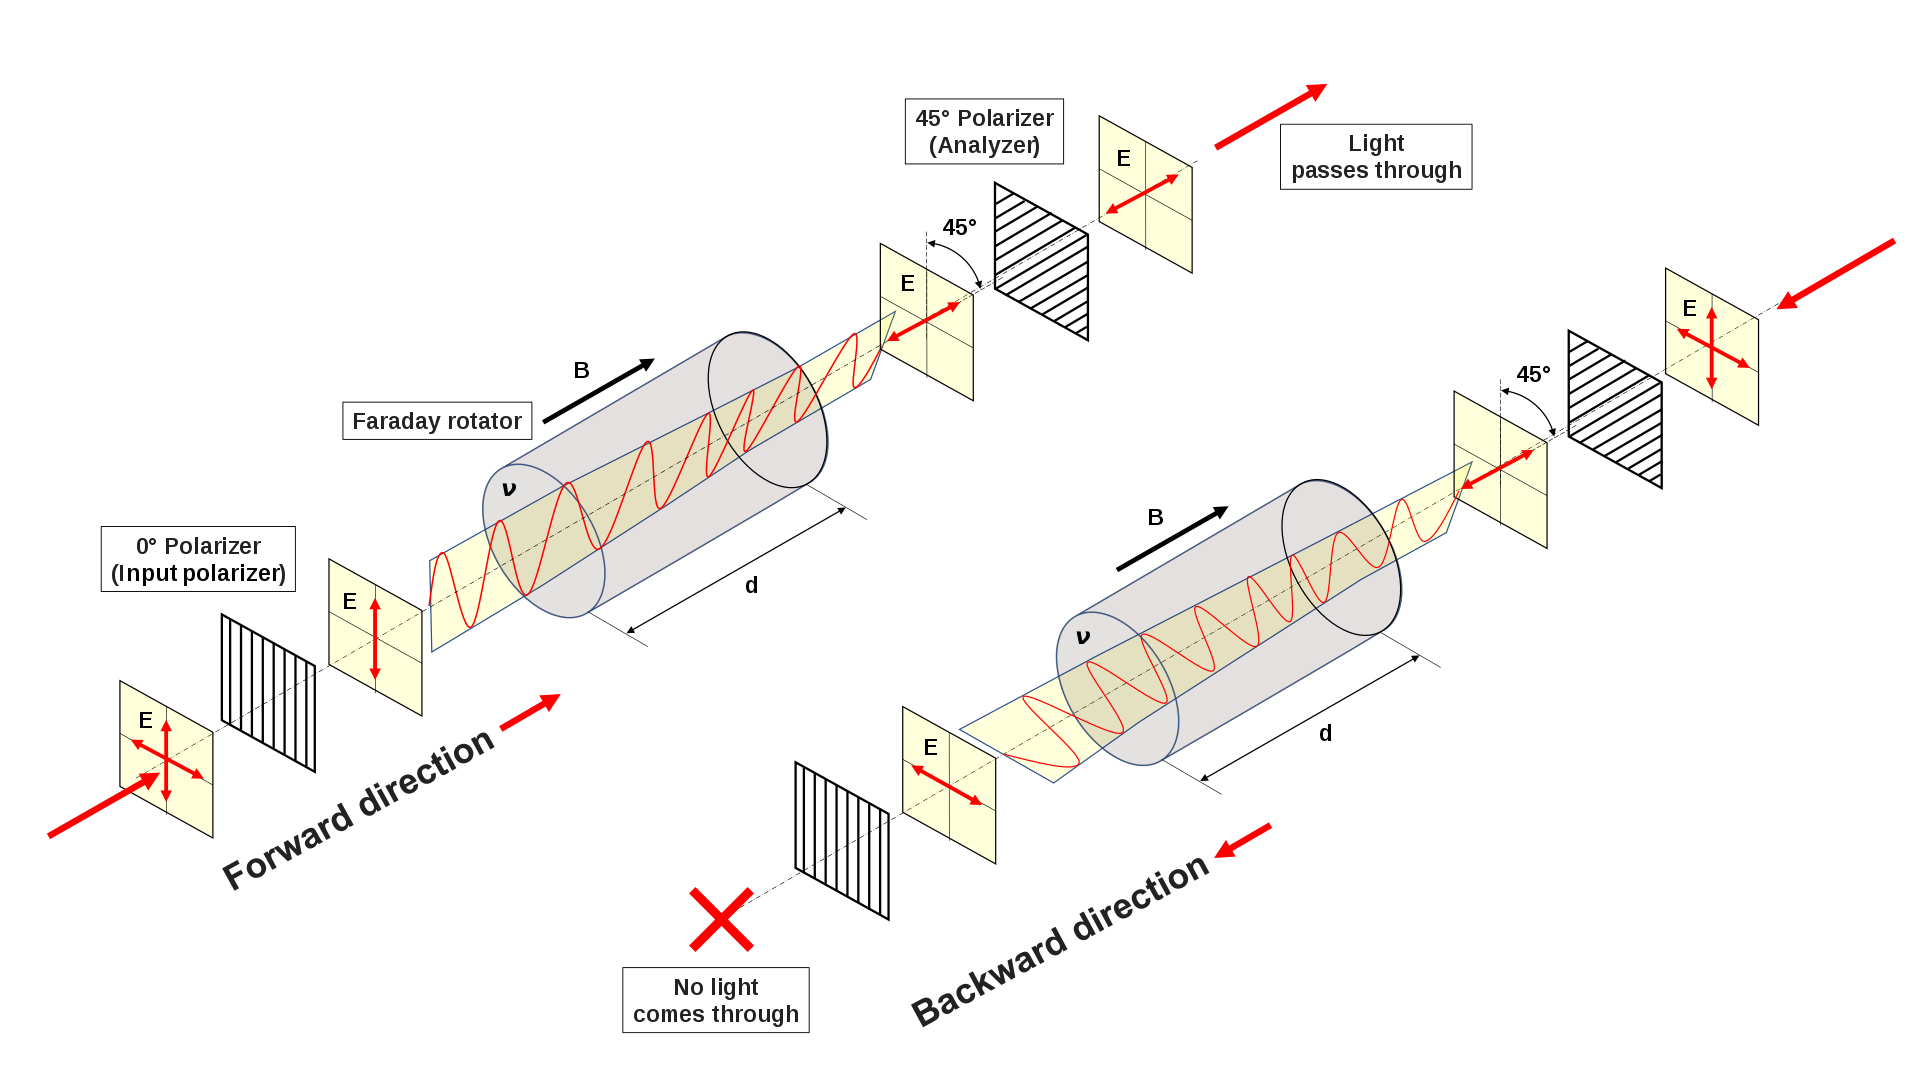 45° Polarizer
(Analyzer)
Light
passes through
E
45°
E
B
Faraday rotator
ν
d
0° Polarizer
(Input polarizer)
E
E
Forward direction
E
45°
E
B
ν
d
E
Backward direction
No light
comes through